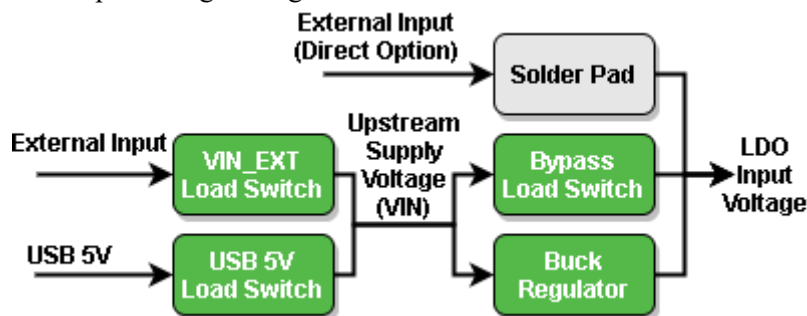 External Input
(Direct Option)
Solder Pad
External Input
VIN_EXT
Load Switch
Upstream
Supply
Voltage
(VIN)
Bypass
Load Switch
LDO
Input
Voltage
USB 5V
USB 5V
Load Switch
Buck
Regulator